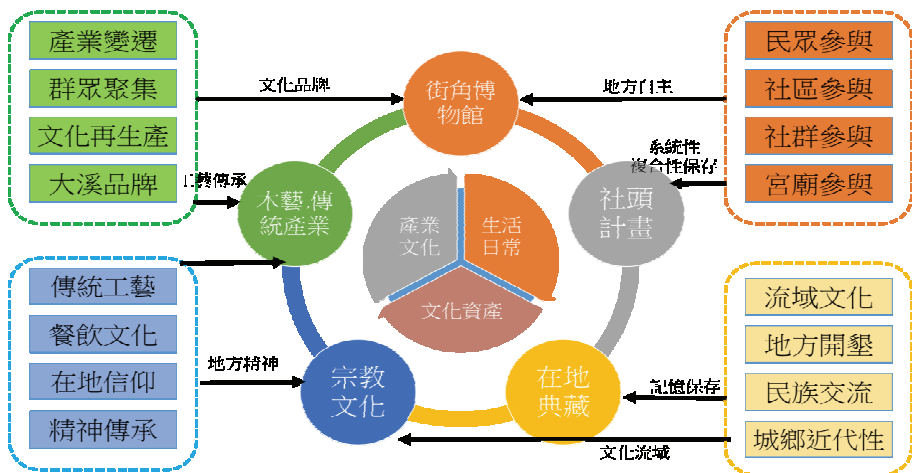 產業變遷
群眾聚集
文化再生產
大溪品牌
文化品牌
工藝傳承
街角博
物館
地方自主
系統性
複合性保存
民眾參與
社區參與
社群參與
宮廟參與
木藝.傳
統產業
社頭
計畫
產業
文化
生活
日常
文化資產
傳統工藝
餐飲文化
在地信仰
精神傳承
地方精神
宗教
文化
在地
典藏
記憶保存
文化流域
流域文化
地方開墾
民族交流
城鄉近代性